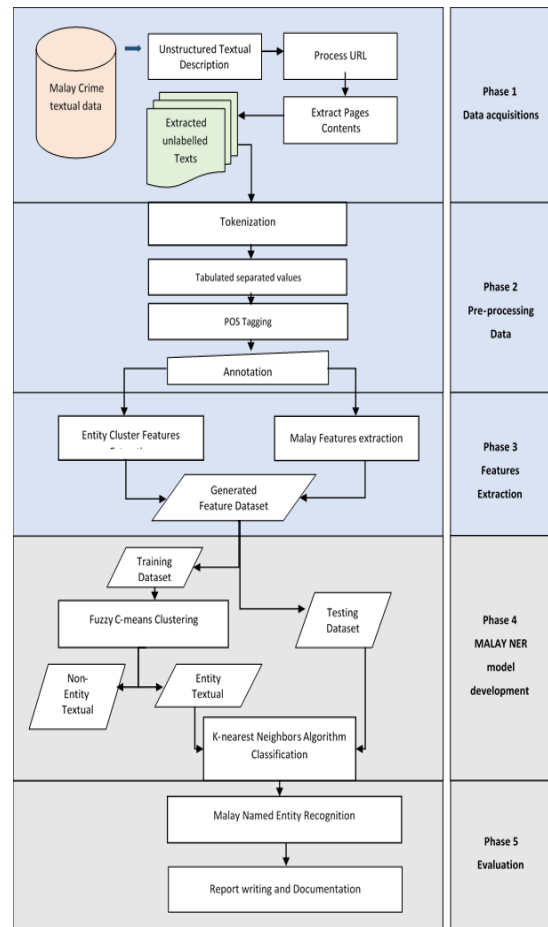 Malay Crime
textual data
Unstructured Textual
Description
Process URL
Extract Pages
Contents
Extracted
unlabelled
Texts
Phase 1
Data acquisitions
Tokenization
Tabulated separated values
POS Tagging
Annotation
Phase 2
Pre-processing
Data
Entity Cluster Features
Malay Features extraction
Generated
Feature Dataset
Phase 3
Features
Extraction
Training
Dataset
Fuzzy C-means Clustering
Testing
Dataset
Non-
Entity
Textual
Entity
Textual
K-nearest Neighbors Algorithm
Classification
Phase 4
MALAY NER
model
development
Malay Named Entity Recognition
Report writing and Documentation
Phase 5
Evaluation